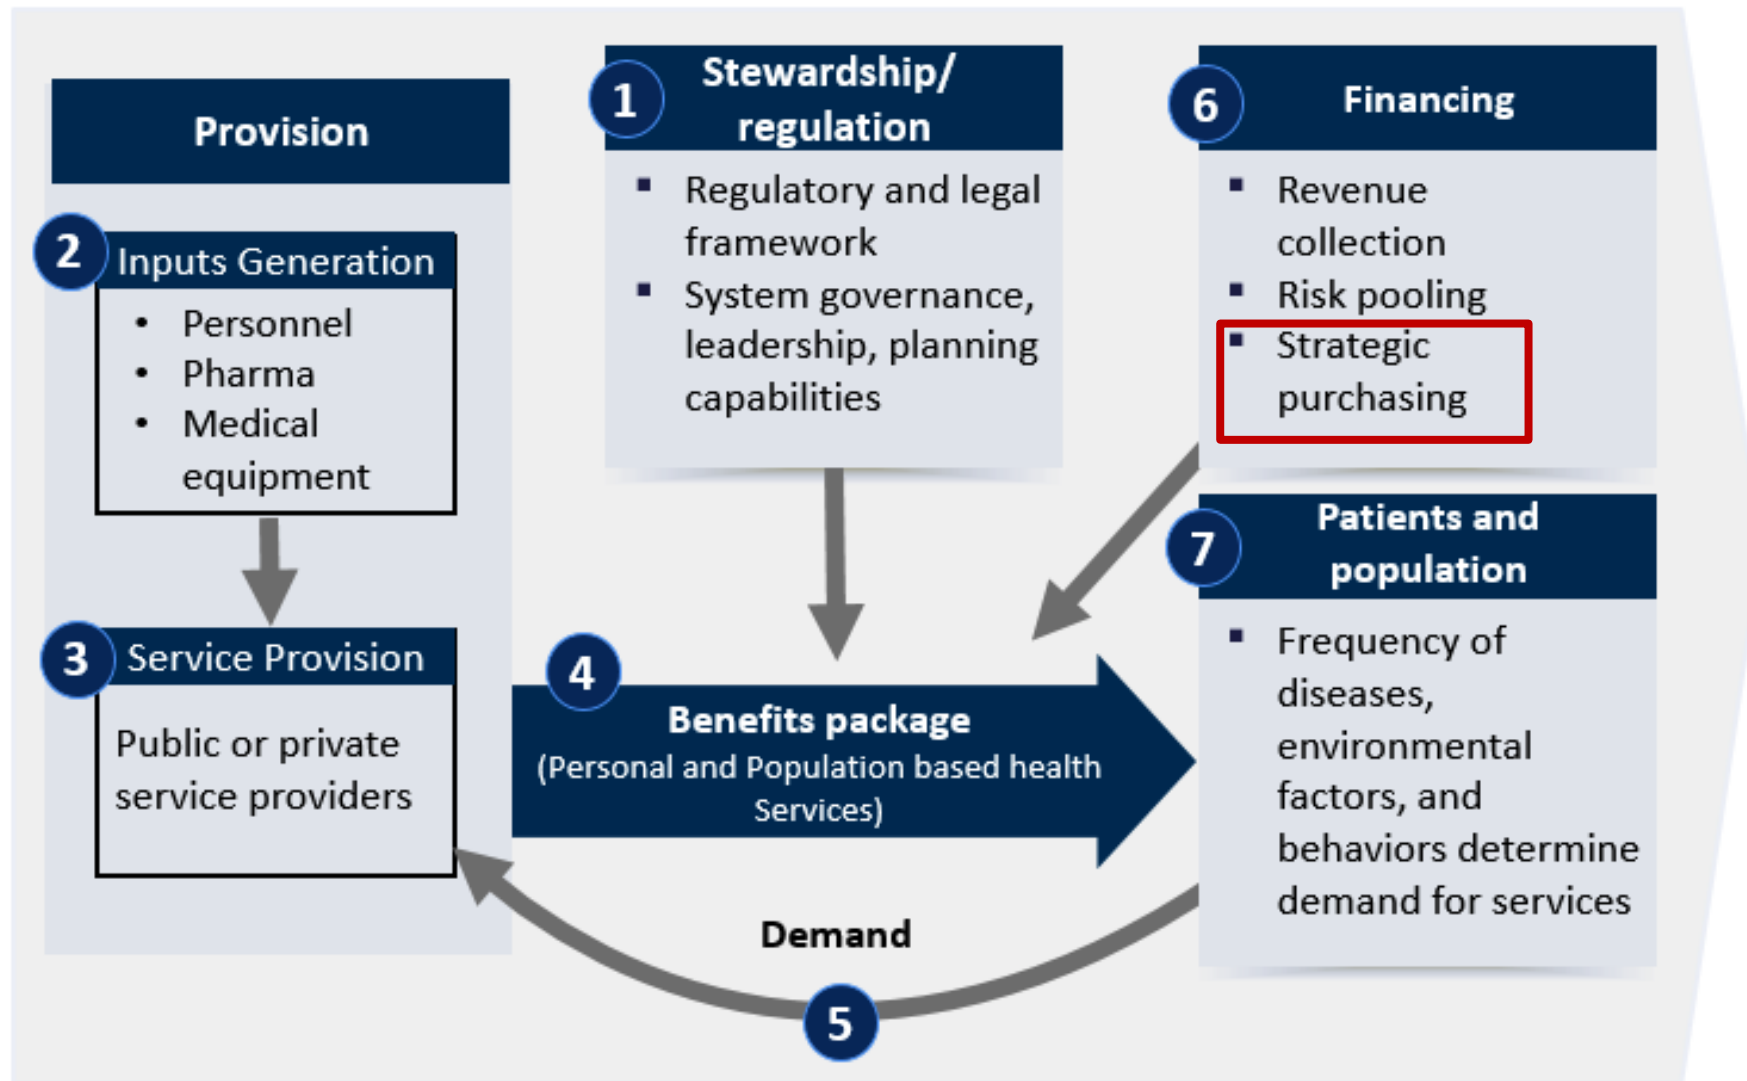 Provision
2
Inputs Generation
• Personnel
• Pharma
• Medical
equipment
3
Service Provision
Public or private
service providers
1
Stewardship/
regulation
▪ Regulatory and legal
framework
▪ System governance,
leadership, planning
capabilities
4
Benefits package
(Personal and Population based health
Services)
Demand
5
6
Financing
▪ Revenue
collection
▪ Risk pooling
▪ Strategic
purchasing
7
Patients and
population
▪ Frequency of
diseases,
environmental
factors, and
behaviors determine
demand for services